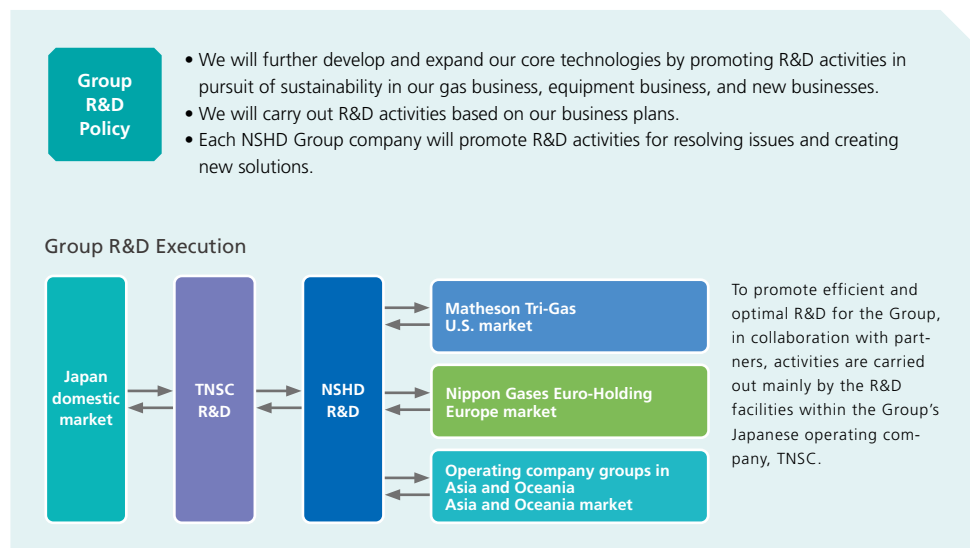 Group
R&D
Policy
• We will further develop and expand our core technologies by promoting R&D activities in
pursuit of sustainability in our gas business, equipment business, and new businesses.
• We will carry out R&D activities based on our business plans.
• Each NSHD Group company will promote R&D activities for resolving issues and creating
new solutions.
Group R&D Execution
Japan
domestic
market
TNSC
R&D
NSHD
R&D
Matheson Tri-Gas
U.S. market
Nippon Gases Euro-Holding
Europe market
Operating company groups in
Asia and Oceania
Asia and Oceania market
To promote efficient and
optimal R&D for the Group,
in collaboration with part-
ners, activities are carried
out mainly by the R&D
facilities within the Group's
Japanese operating com-
pany, TNSC.